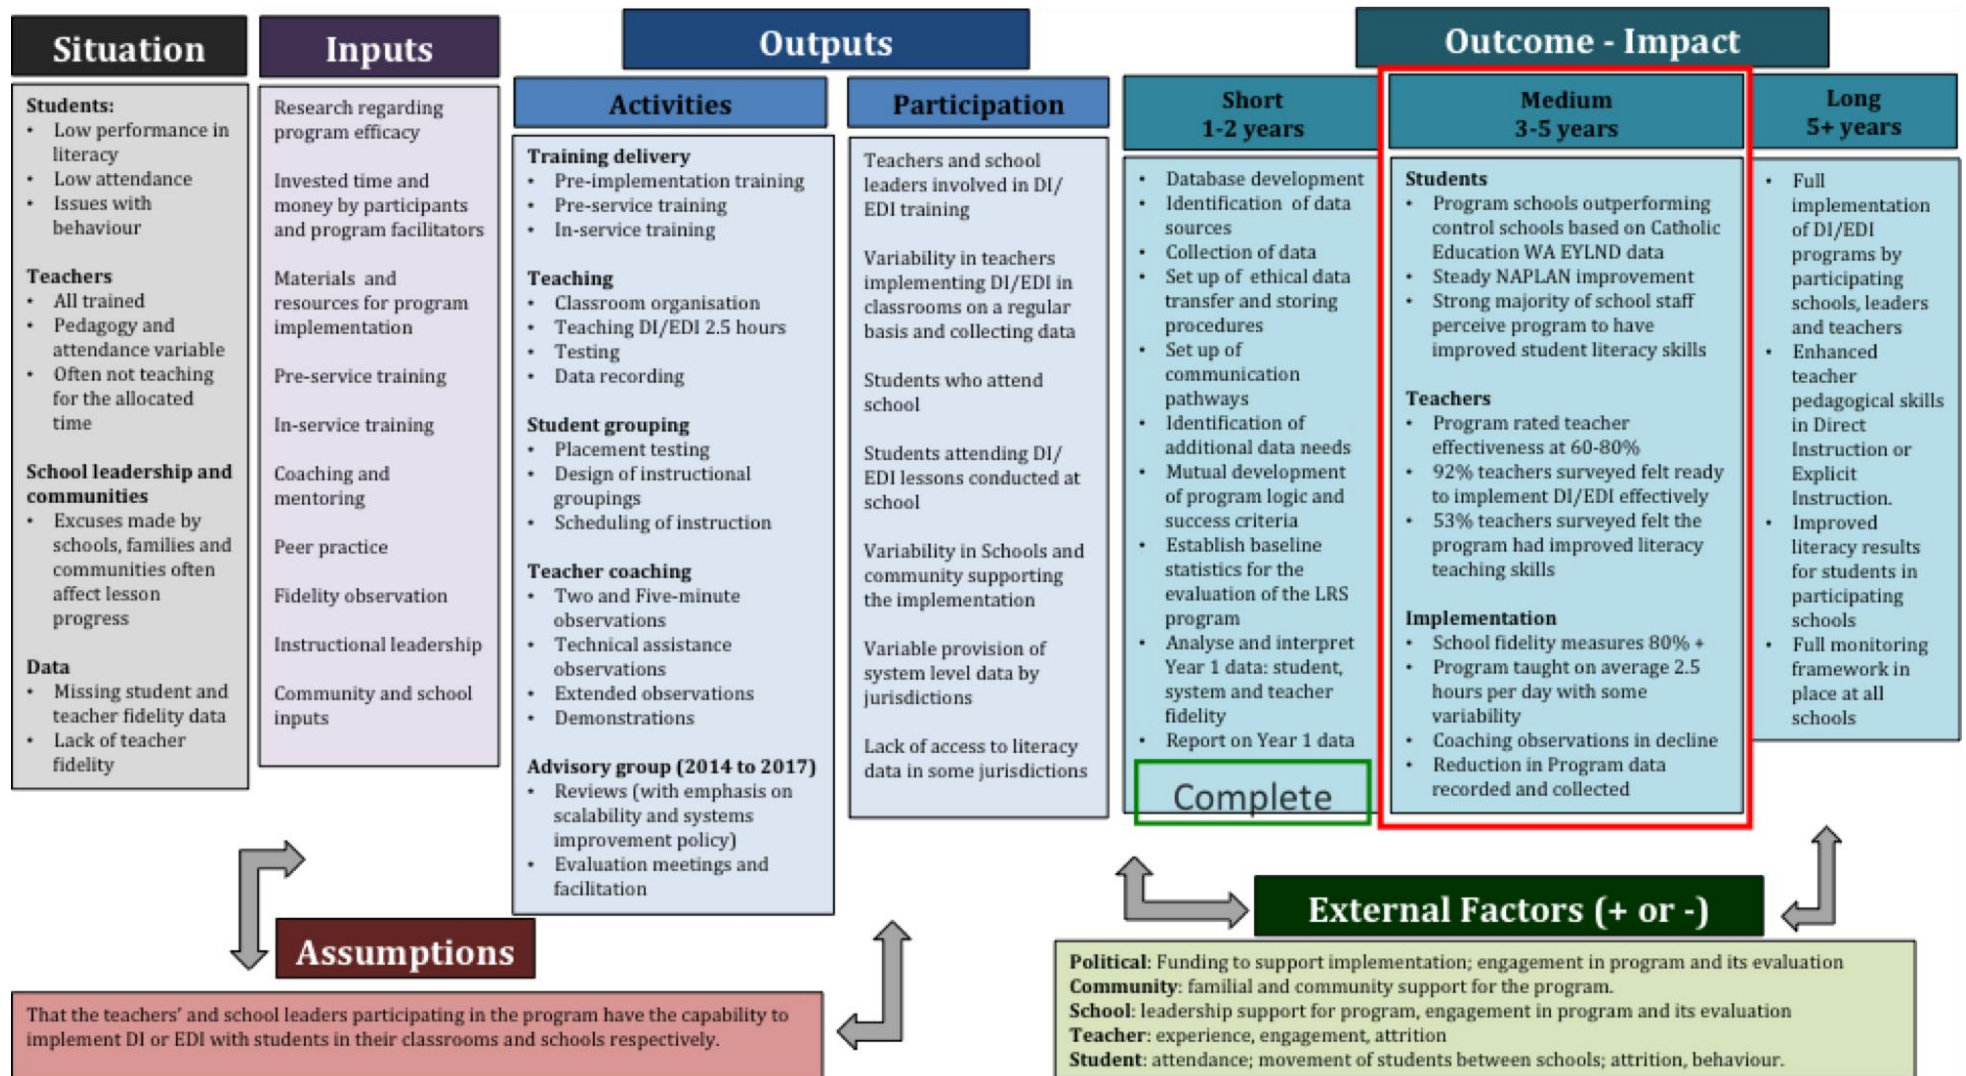 Situation
Students:
• Low performance in
literacy
• Low attendance
• Issues with
behaviour
Teachers
• All trained
• Pedagogy and
attendance variable
• Often not teaching
for the allocated
time
School leadership and
communities
• Excuses made by
schools, families and
communities often
affect lesson
progress
Data
• Missing student and
teacher fidelity data
• Lack of teacher
fidelity
Inputs
Research regarding
program efficacy
Invested time and
money by participants
and program facilitators
Materials and
resources for program
implementation
Pre-service training
In-service training
Coaching and
mentoring
Peer practice
Fidelity observation
Instructional leadership
Community and school
inputs
Outputs
Activities
Training delivery
• Pre-implementation training
• Pre-service training
• In-service training
Teaching
• Classroom organisation
• Teaching DI/EDI 2.5 hours
• Testing
• Data recording
Student grouping
• Placement testing
• Design of instructional
groupings
• Scheduling of instruction
Teacher coaching
• Two and Five-minute
observations
• Technical assistance
observations
• Extended observations
• Demonstrations
Advisory group (2014 to 2017)
• Reviews (with emphasis on
scalability and systems
improvement policy)
• Evaluation meetings and
facilitation
Participation
Teachers and school
leaders involved in DI/
EDI training
Variability in teachers
implementing DI/EDI in
classrooms on a regular
basis and collecting data
Students who attend
school
Students attending DI/
EDI lessons conducted at
school
Variability in Schools and
community supporting
the implementation
Variable provision of
system level data by
jurisdictions
Lack of access to literacy
data in some jurisdictions
Outcome - Impact
Short
1-2 years
• Database development
• Identification of data
sources
• Collection of data
• Set up of ethical data
transfer and storing
procedures
• Set up of
communication
pathways
• Identification of
additional data needs
• Mutual development
of program logic and
success criteria
• Establish baseline
statistics for the
evaluation of the LRS
program
• Analyse and interpret
Year 1 data: student,
system and teacher
fidelity
• Report on Year 1 data
Complete
Medium
3-5 years
Students
• Program schools outperforming
control schools based on Catholic
Education WA EYLND data
• Steady NAPLAN improvement
• Strong majority of school staff
perceive program to have
improved student literacy skills
Teachers
• Program rated teacher
effectiveness at 60-80%
• 92% teachers surveyed felt ready
to implement DI/EDI effectively
• 53% teachers surveyed felt the
program had improved literacy
teaching skills
Implementation
• School fidelity measures 80% +
• Program taught on average 2.5
hours per day with some
variability
• Coaching observations in decline
• Reduction in Program data
recorded and collected
Long
5+ years
• Full
implementation
of DI/EDI
programs by
participating
schools, leaders
and teachers
• Enhanced
teacher
pedagogical skills
in Direct
Instruction or
Explicit
Instruction.
• Improved
literacy results
for students in
participating
schools
• Full monitoring
framework in
place at all
schools
Assumptions
That the teachers' and school leaders participating in the program have the capability to
implement DI or EDI with students in their classrooms and schools respectively.
External Factors (+ or -)
Political: Funding to support implementation; engagement in program and its evaluation
Community: familial and community support for the program.
School: leadership support for program, engagement in program and its evaluation
Teacher: experience, engagement, attrition
Student: attendance; movement of students between schools; attrition, behaviour.